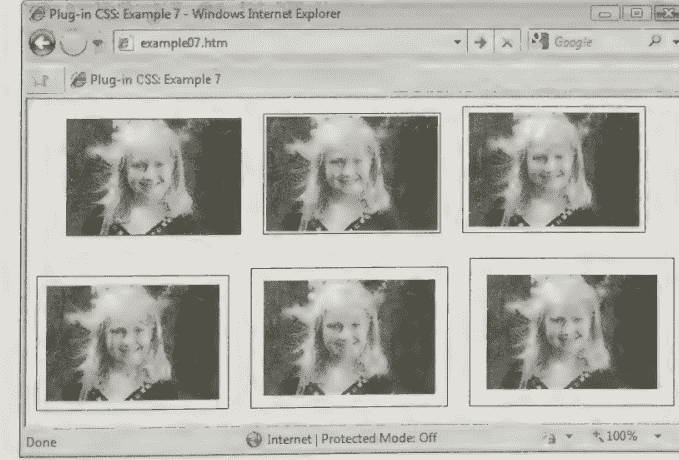 Plug-in CSS: Example 7 - Windows Internet Explorer
example07.htm
Google
Plug-in CSS: Example 7
Done
Internet | Protected Mode: Off
100%